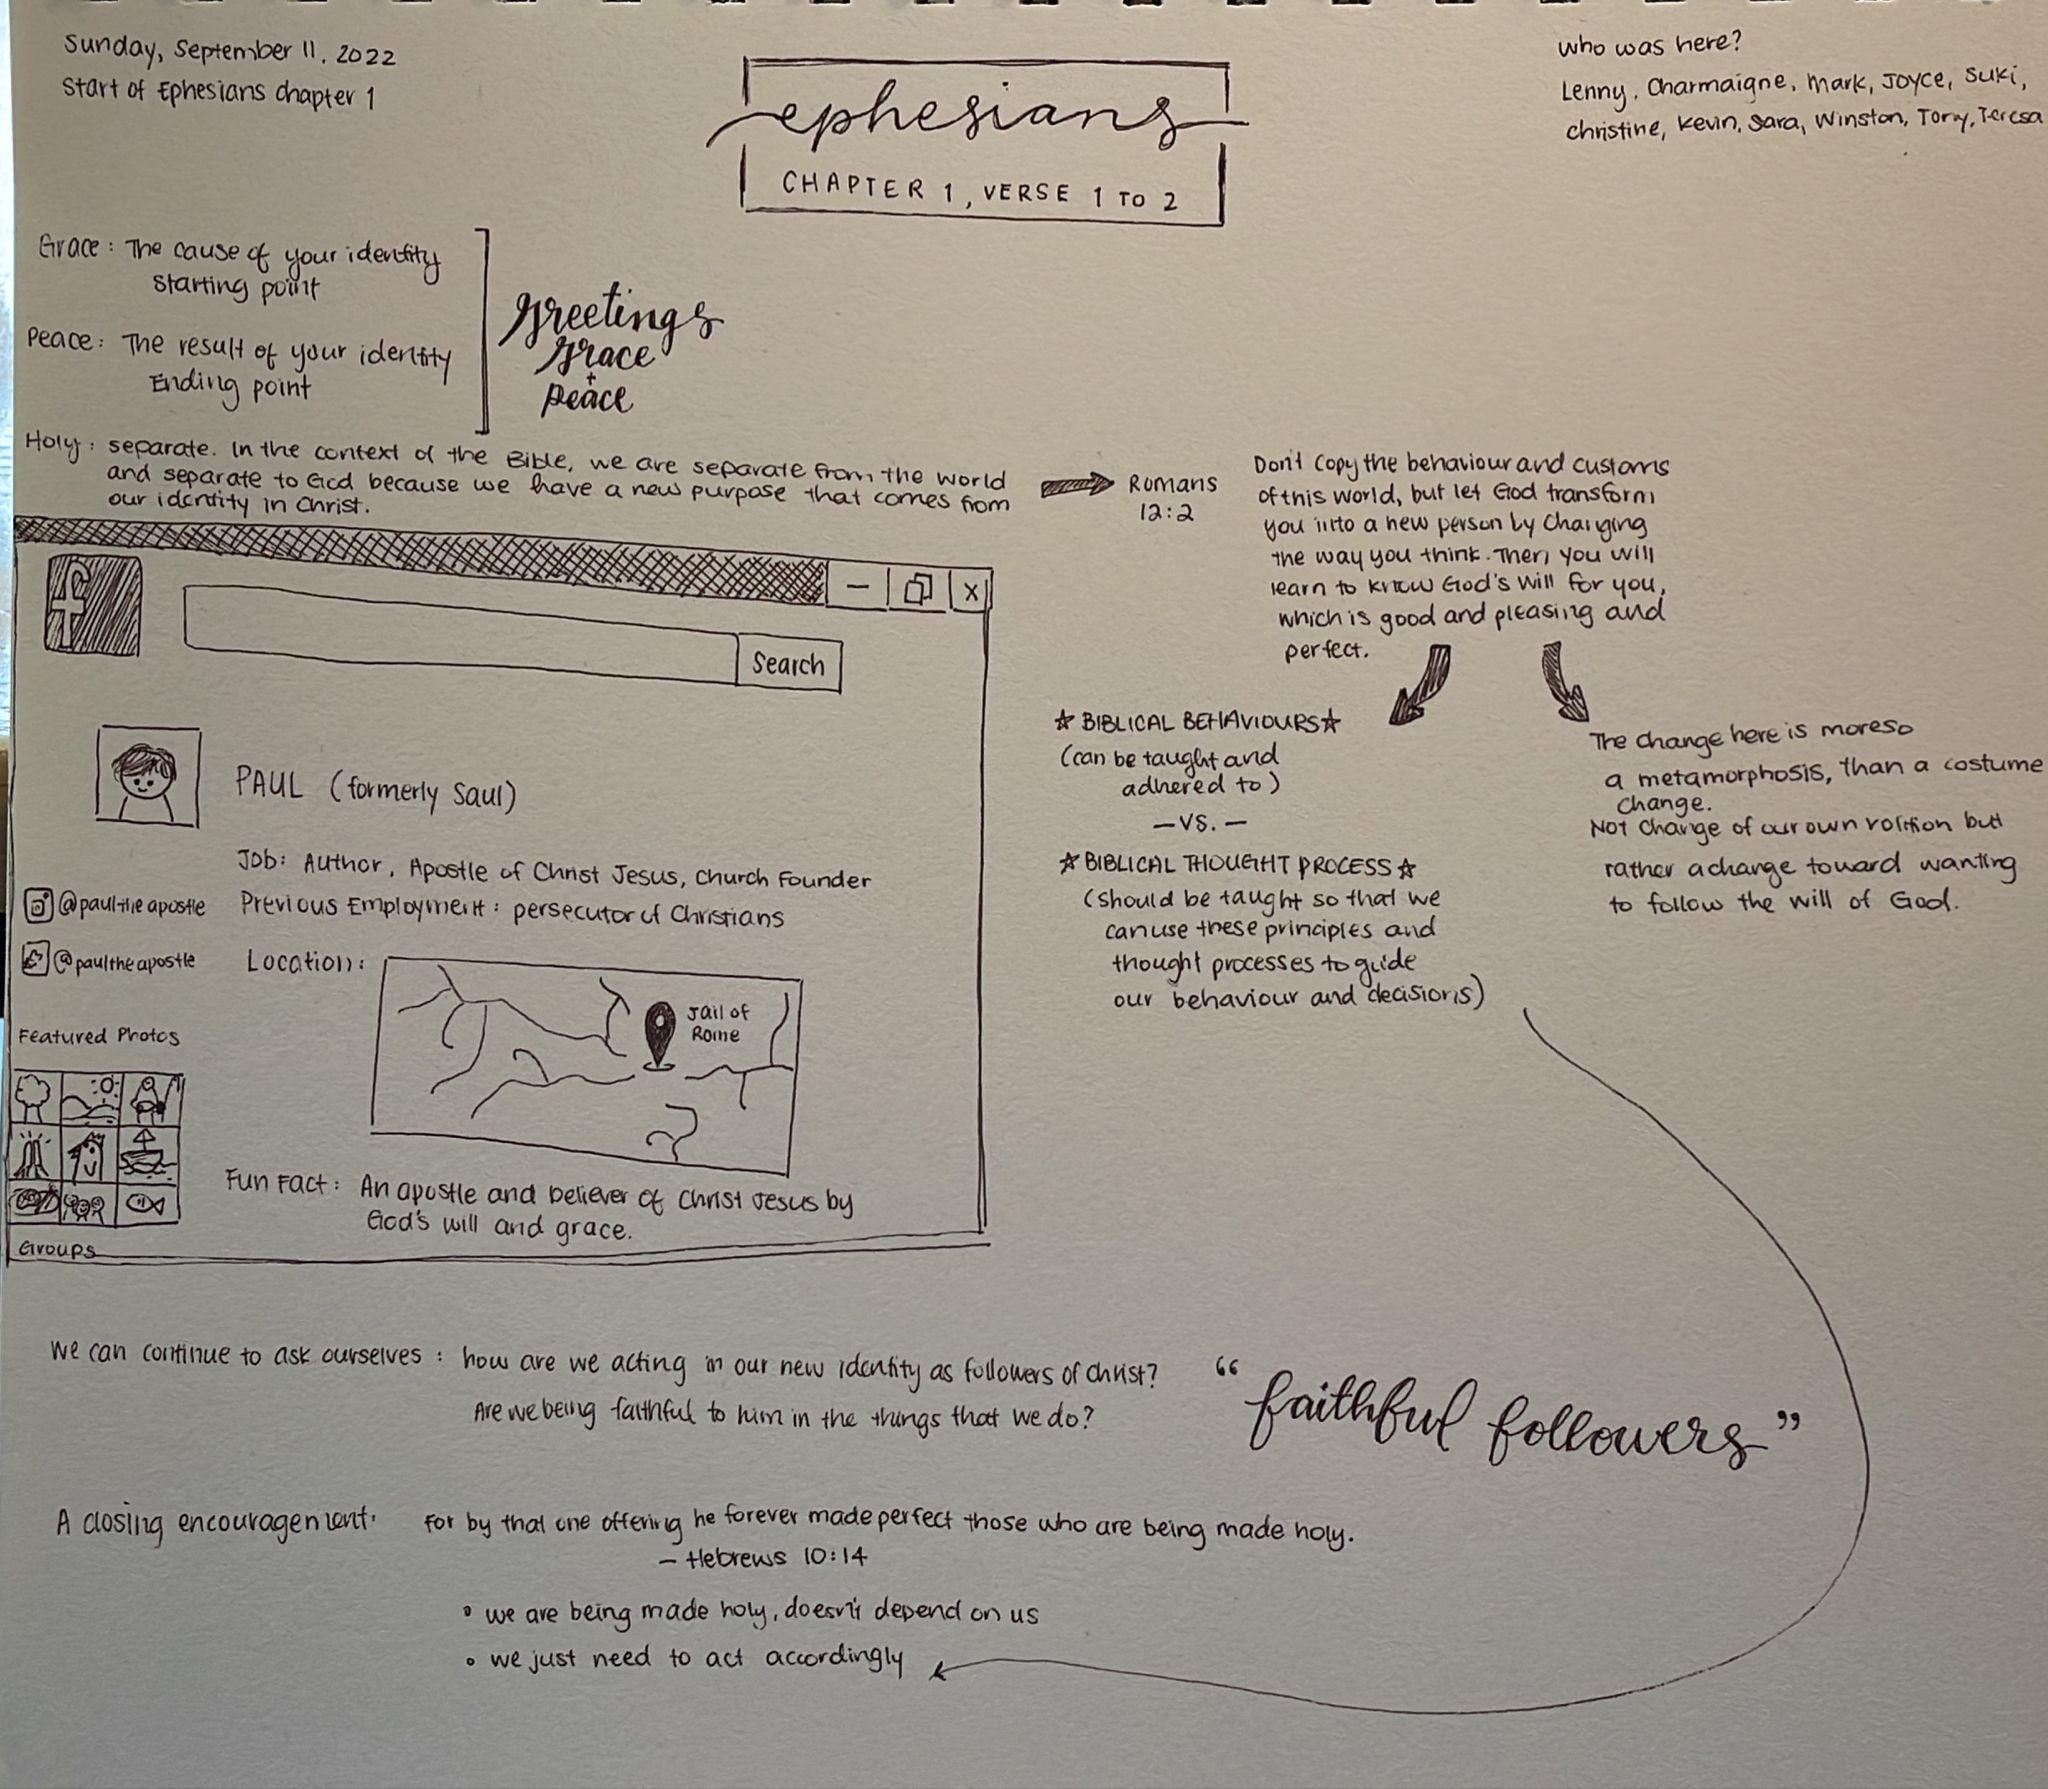 Sunday, September 11, 2022
Start of Ephesians chapter 1
who was here?
Lenny, Charmaigne, Mark, Joyce, Suki,
Christine, Kevin, Sara, Winston, Tony, Teresa
ephesians
CHAPTER 1, VERSE 1 TO 2
Grace: The cause of your identity
starting point
Peace: The result of your identity
Ending point
Greetings
Grace
+
Peace
Holy: separate. In the context of the Bible, we are separate from the world
and separate to God because we have a new purpose that comes from
our identity in Christ.
Romans
12:2
Don't copy the behaviour and customs
of this world, but let God transform
you into a new person by changing
the way you think. Then, you will
learn to know God's will for you,
which is good and pleasing and
perfect.
f
Search
PAUL (formerly Saul)
Job: Author, Apostle of Christ Jesus, Church Founder
@paultheapostle
Previous Employment: persecutor of Christians
@paultheapostle
Location:
Jail of
Rome
Featured Photos
Fun Fact: An apostle and believer of Christ Jesus by
God's will and grace.
Groups
☆ BIBLICAL BEHAVIOURS ☆
(can be taught and
adhered to)
— VS. —
☆ BIBLICAL THOUGHT PROCESS ☆
(should be taught so that we
can use these principles and
thought processes to guide
our behaviour and decisions)
The change here is moreso
a metamorphosis, than a costume
change.
Not change of our own volition but
rather a change toward wanting
to follow the will of God.
We can continue to ask ourselves: how are we acting in our new identity as followers of Christ?
Are we being faithful to him in the things that we do?
"faithful followers"
A closing encouragement: For by that one offering he forever made perfect those who are being made holy.
— Hebrews 10:14
• we are being made holy, doesn't depend on us
• we just need to act accordingly